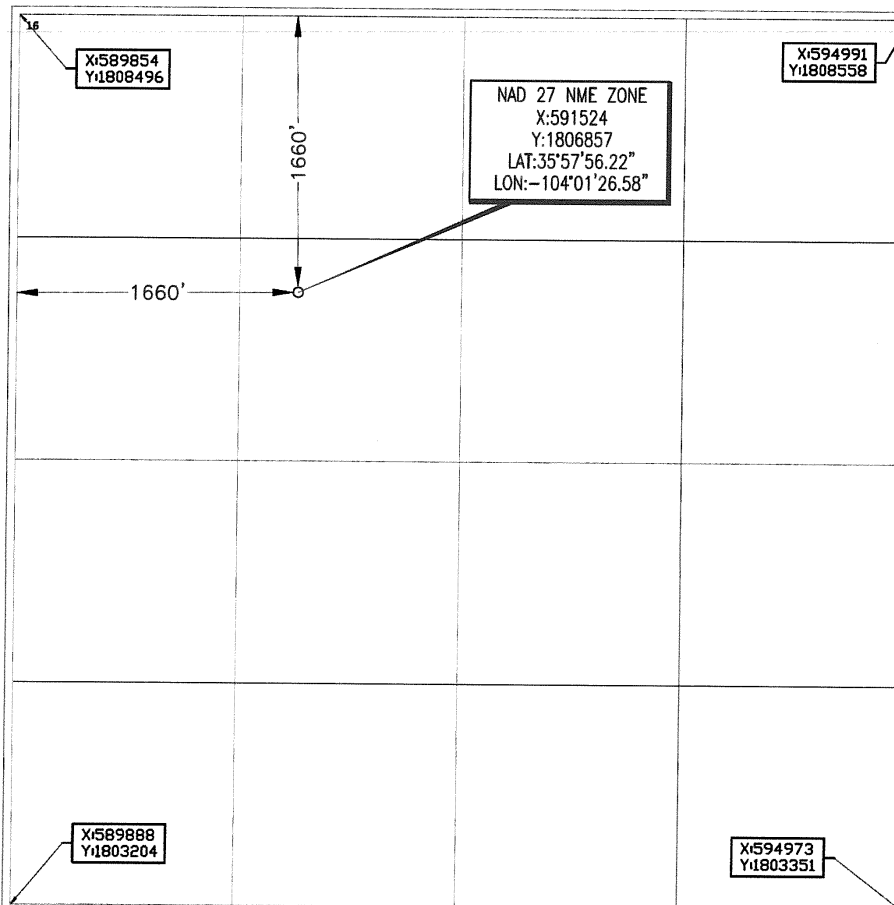 16
X:589854
Y:1808496
X:594991
Y:1808558
NAD 27 NME ZONE
X:591524
Y:1806857
LAT:35°57'56.22"
LON:-104°01'26.58"
1660'
1660'
X:589888
Y:1803204
X:594973
Y:1803351